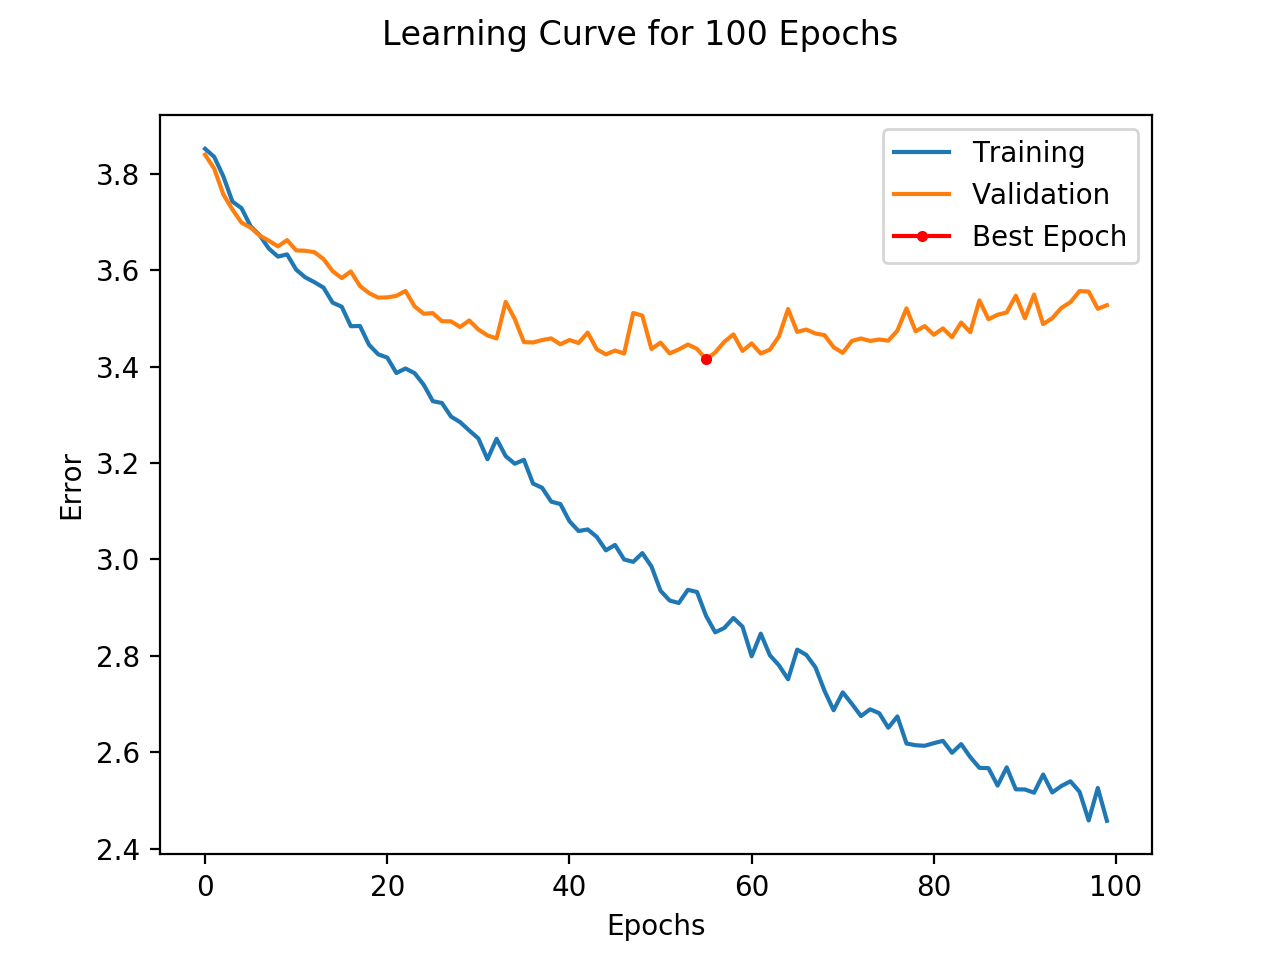 Learning Curve for 100 Epochs
Training
Validation
Best Epoch
3.8
3.6
3.4
3.2
3.0
2.8
2.6
2.4
Error
0 20 40 60 80 100
Epochs